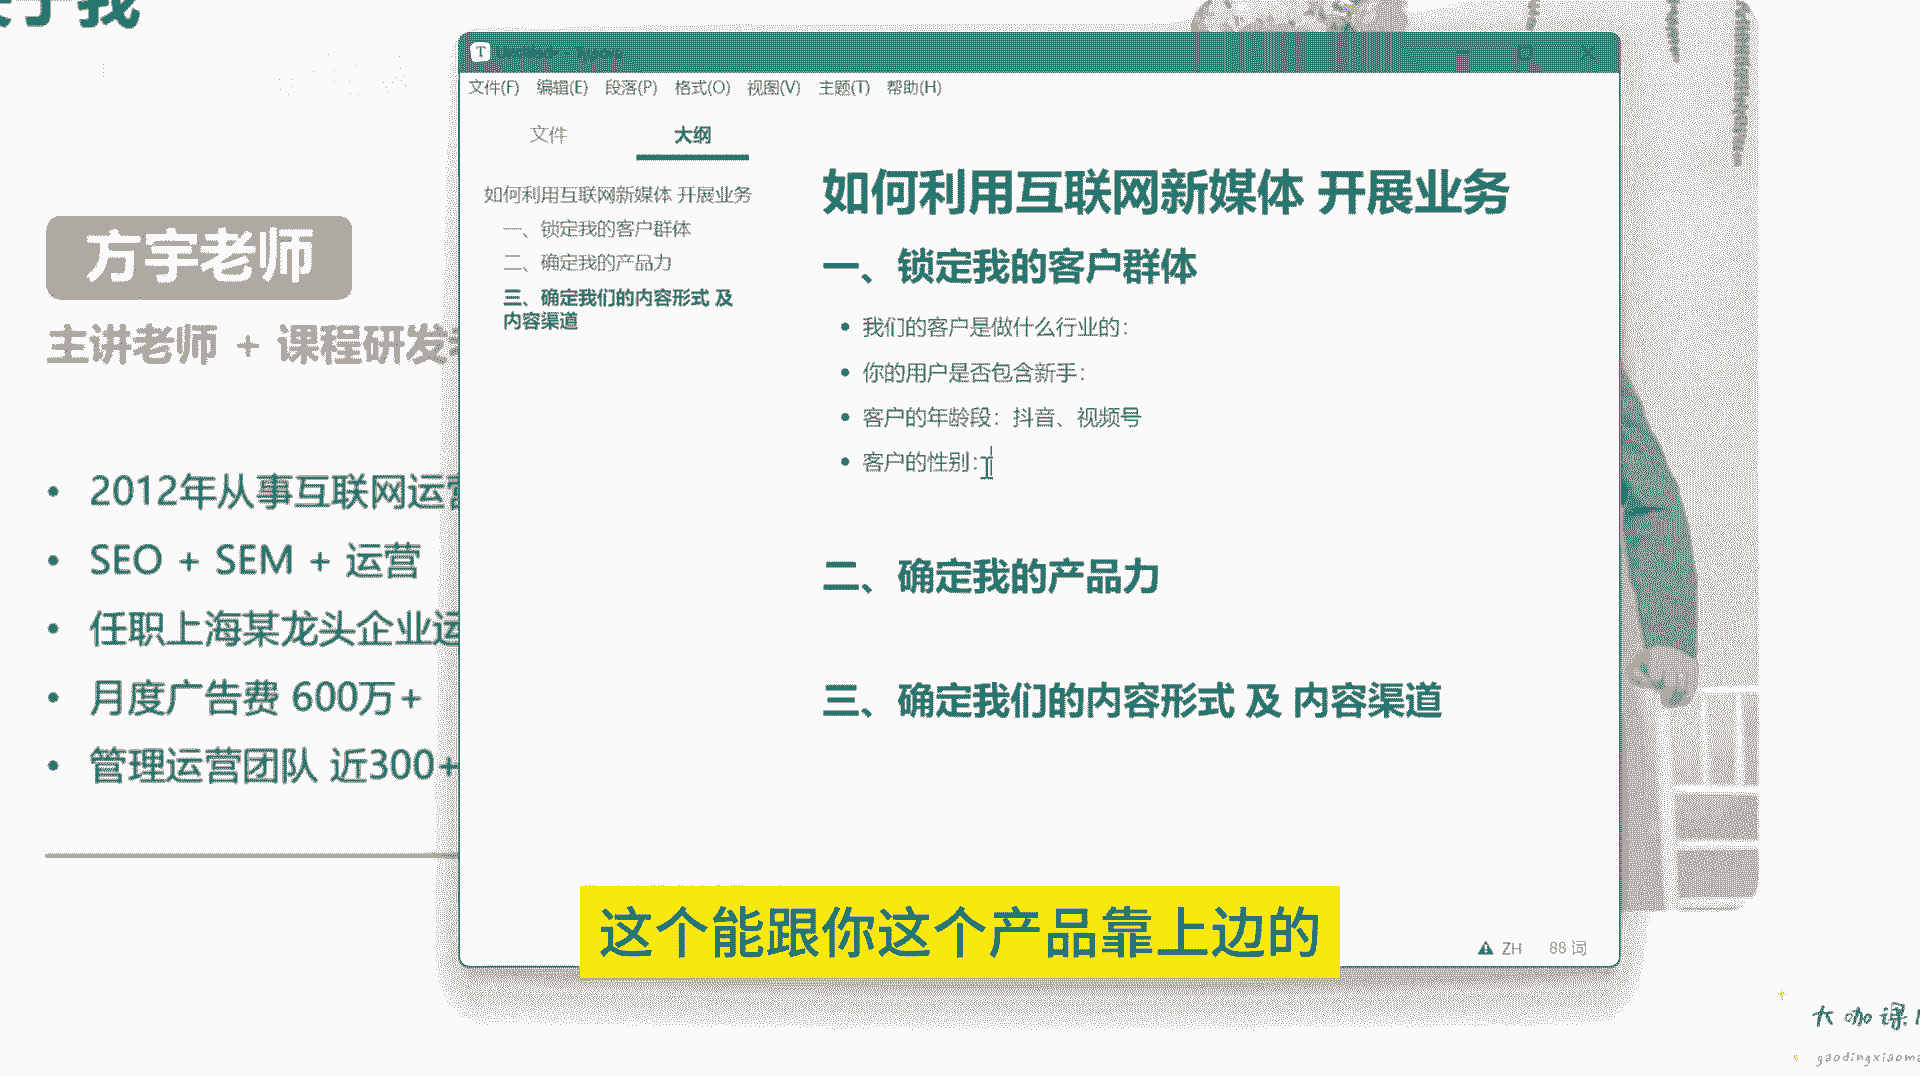 于我
方宇老师
主讲老师 + 课程研发
• 2012年从事互联网运营
• SEO + SEM + 运营
• 任职上海某龙头企业运
• 月度广告费 600万+
• 管理运营团队 近300+
文件(F) 编辑(E) 段落(P) 格式(O) 视图(V) 主题(T) 帮助(H)
文件 大纲
如何利用互联网新媒体 开展业务
一、锁定我的客户群体
二、确定我的产品力
三、确定我们的内容形式 及
内容渠道
如何利用互联网新媒体 开展业务
一、锁定我的客户群体
• 我们的客户是做什么行业的：
• 你的用户是否包含新手：
• 客户的年龄段：抖音、视频号
• 客户的性别：
二、确定我的产品力
三、确定我们的内容形式 及 内容渠道
ZH 88 词
这个能跟你这个产品靠上边的
大咖课
gaodingxiaoma